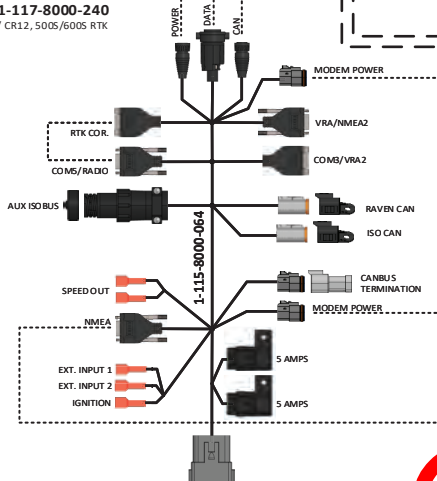 1-117-8000-240
/ CR12, 500S/600S RTK
POWER
DATA
CAN
MODEM POWER
RTK COR.
VRA/NMEA2
COM5/RADIO
COM3/VRA2
AUX ISOBUS
RAVEN CAN
ISO CAN
1-115-8000-064
SPEED OUT
CANBUS
TERMINATION
MODEM POWER
NMEA
5 AMPS
EXT. INPUT 1
EXT. INPUT 2
IGNITION
5 AMPS